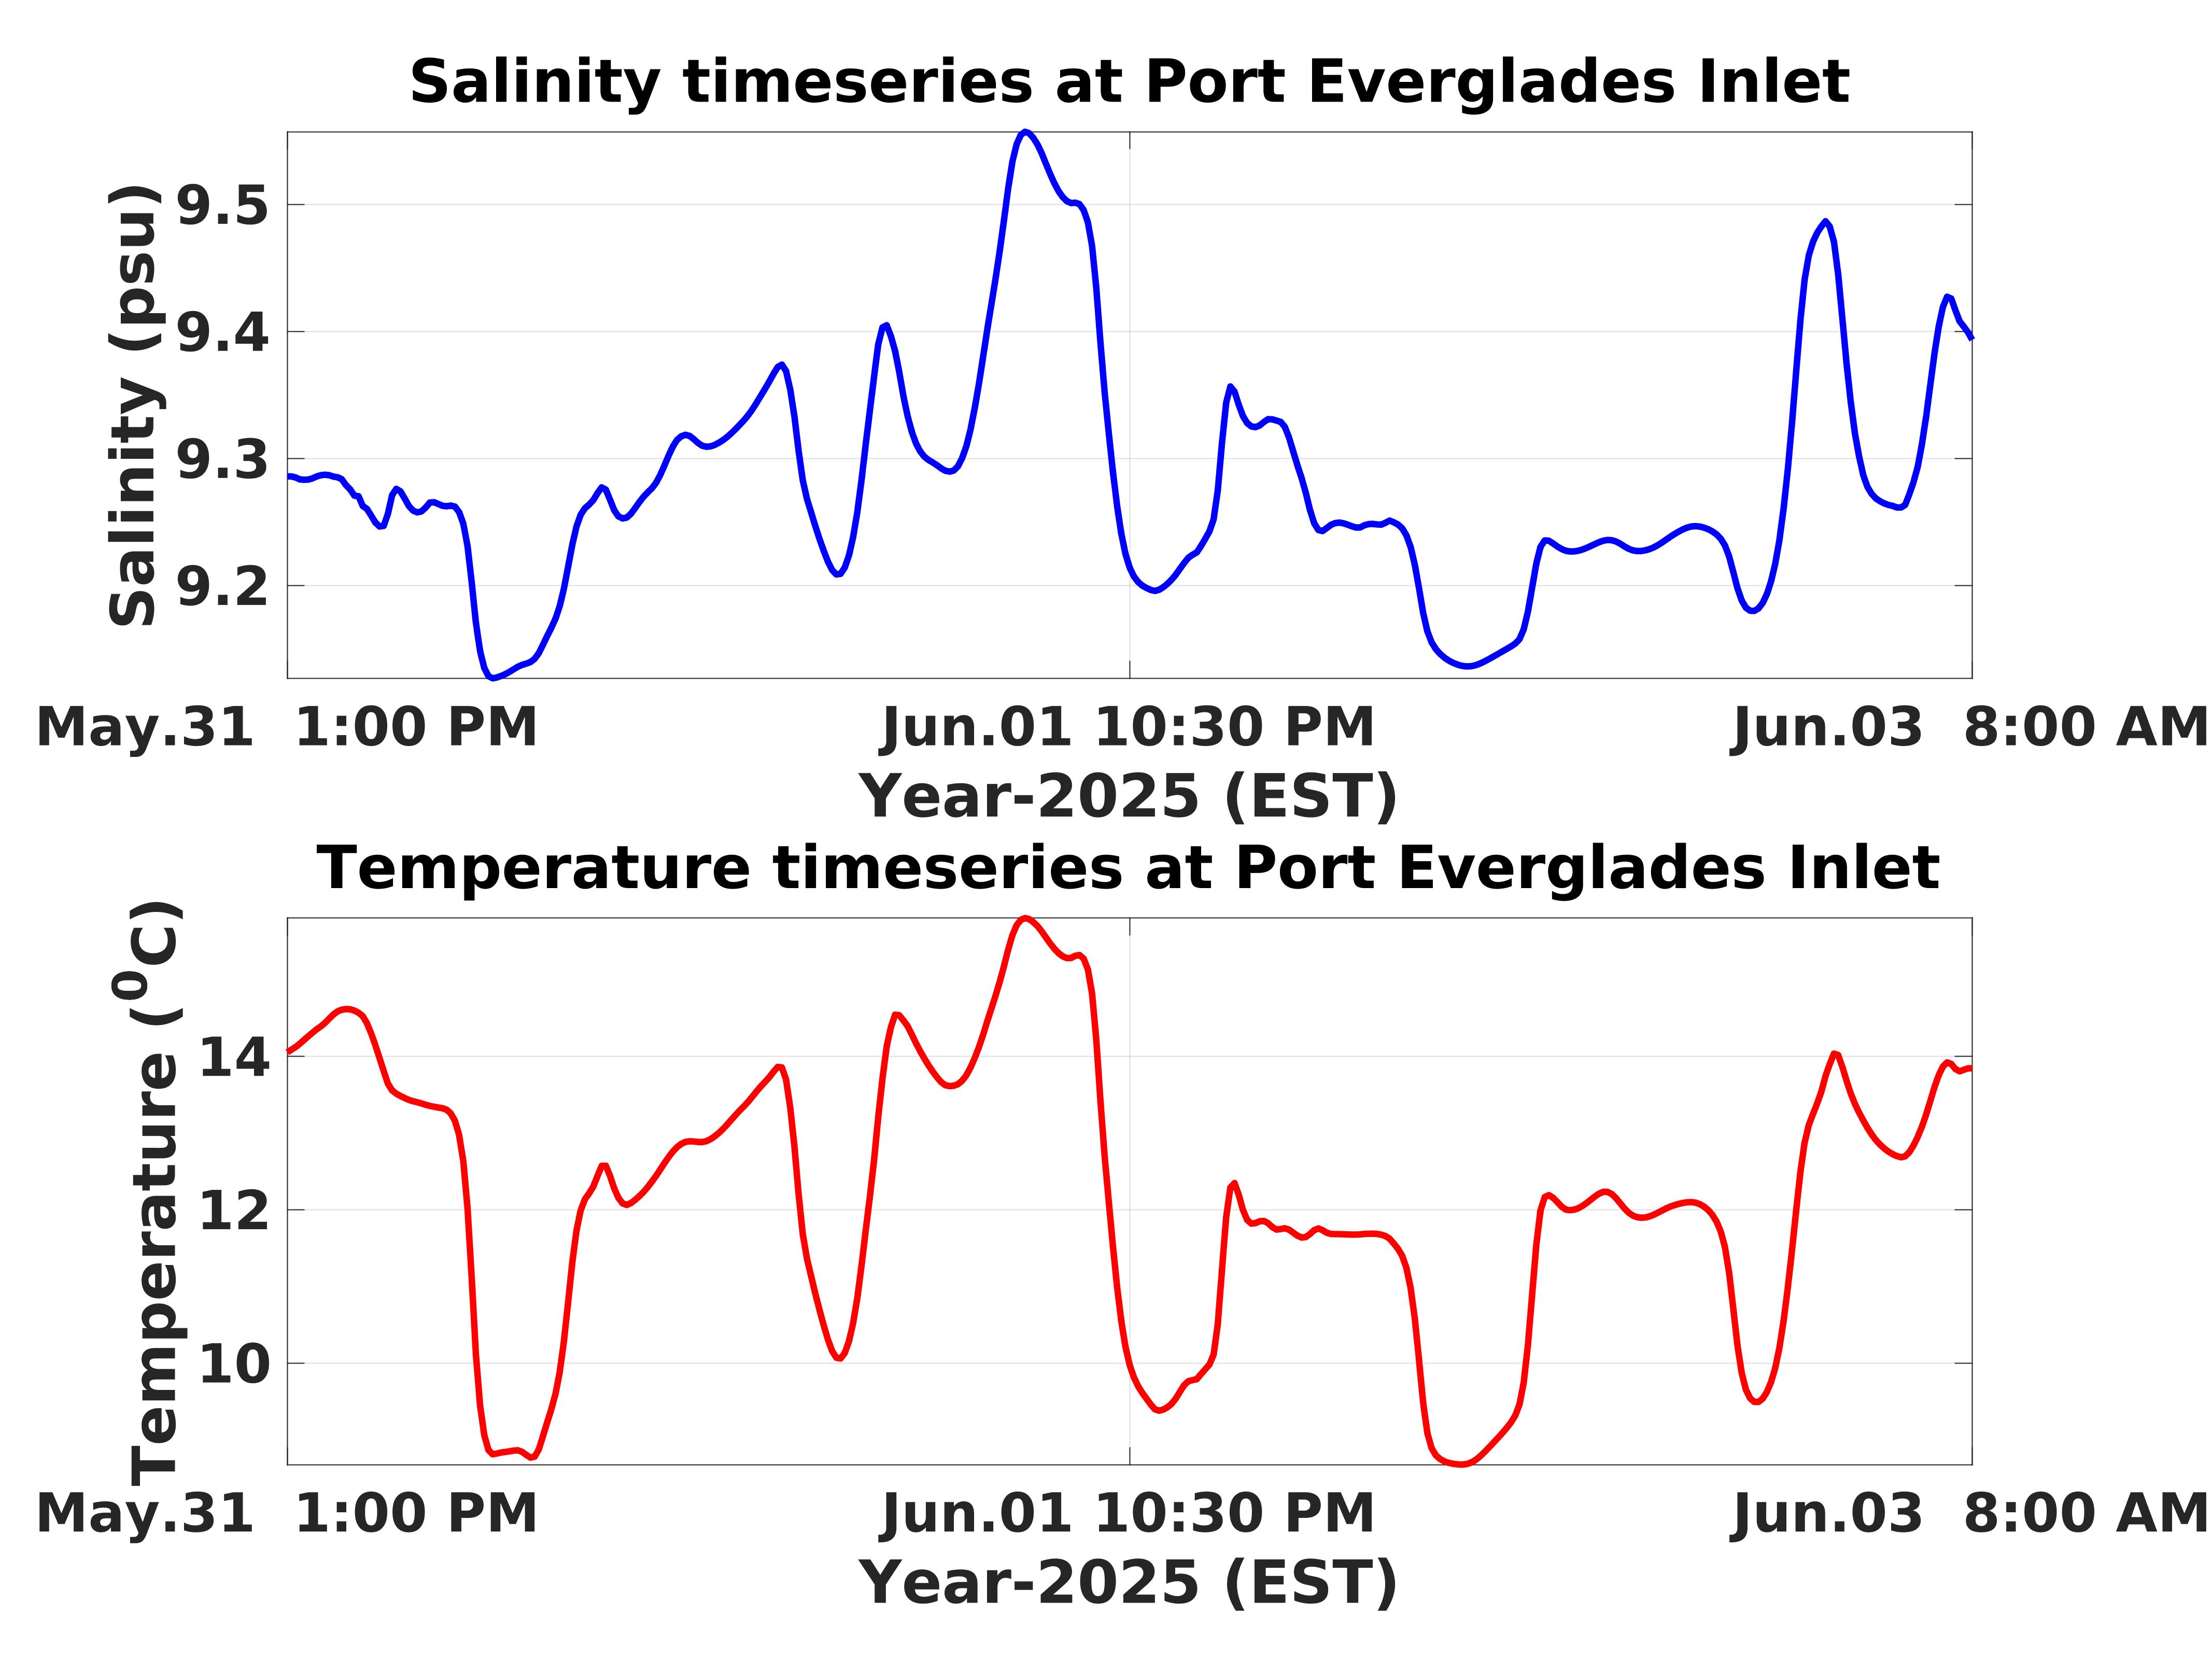 Salinity timeseries at Port Everglades Inlet
Salinity (psu)
9.5
9.4
9.3
9.2
May.31  1:00 PM
Jun.01 10:30 PM
Jun.03  8:00 AM
Year-2025 (EST)
Temperature timeseries at Port Everglades Inlet
Temperature (⁰C)
14
12
10
May.31  1:00 PM
Jun.01 10:30 PM
Jun.03  8:00 AM
Year-2025 (EST)